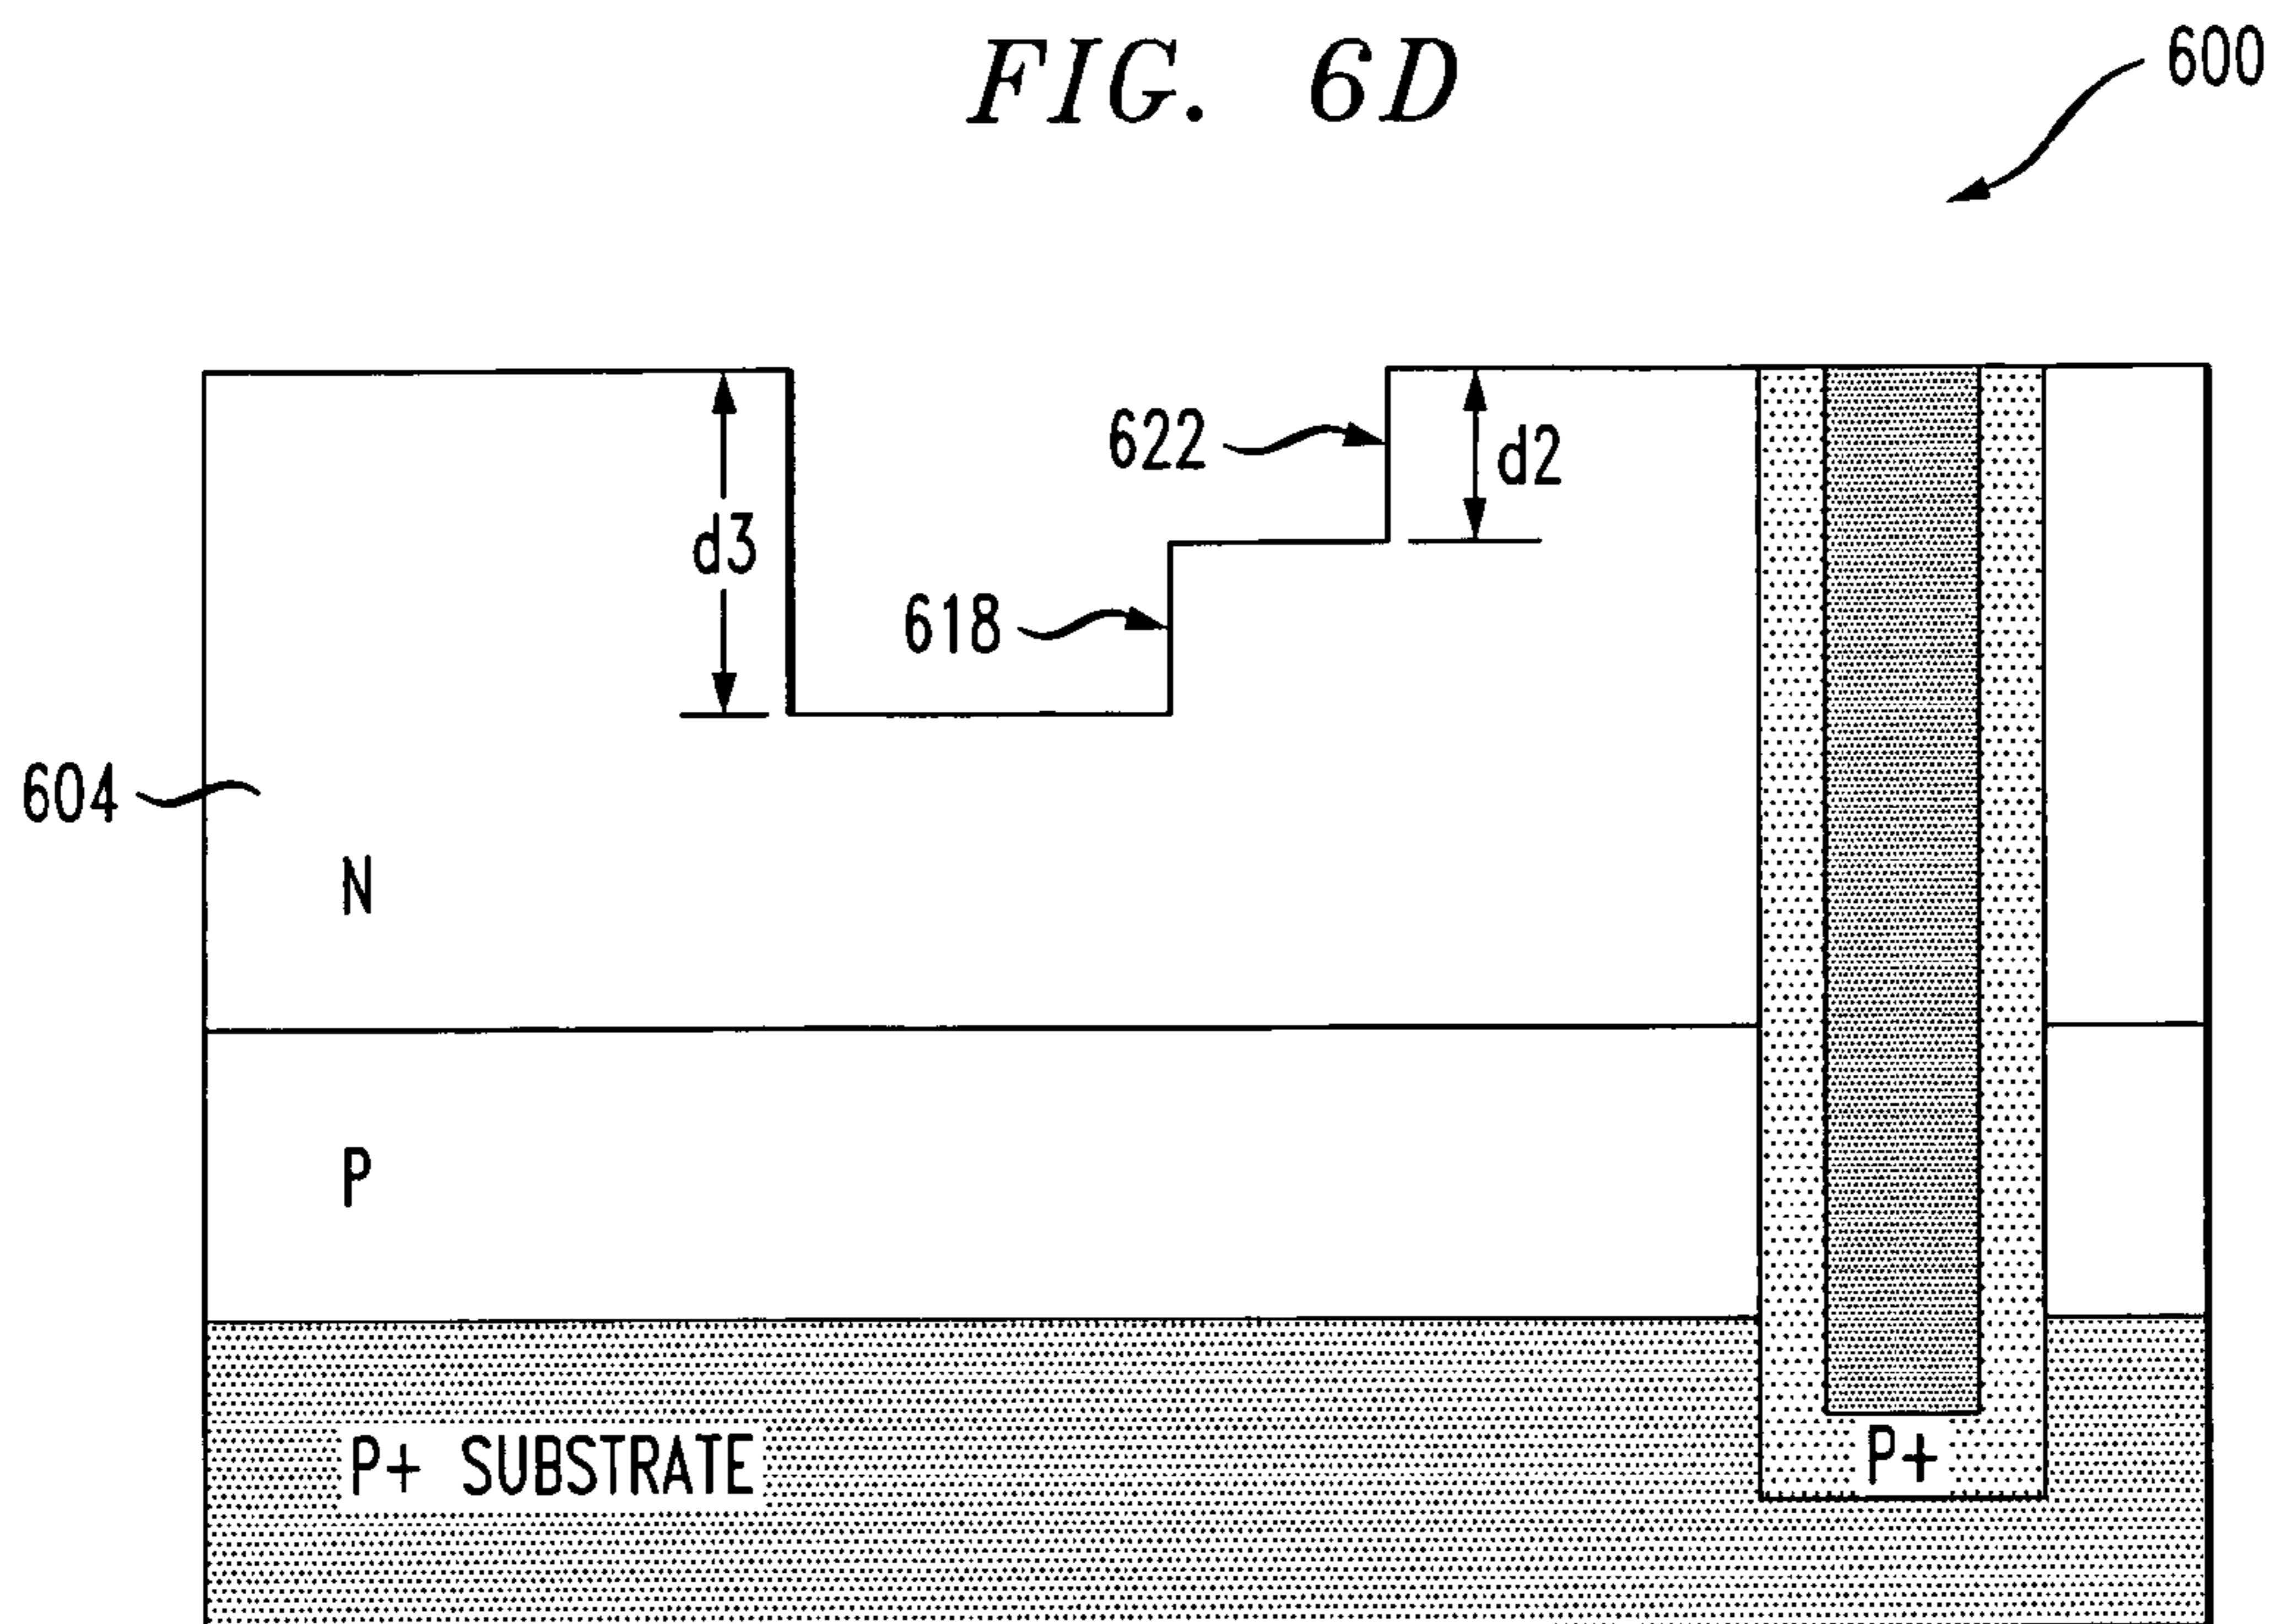 FIG. 6D
600
622
d2
d3
618
604
N
P
P+ SUBSTRATE
P+